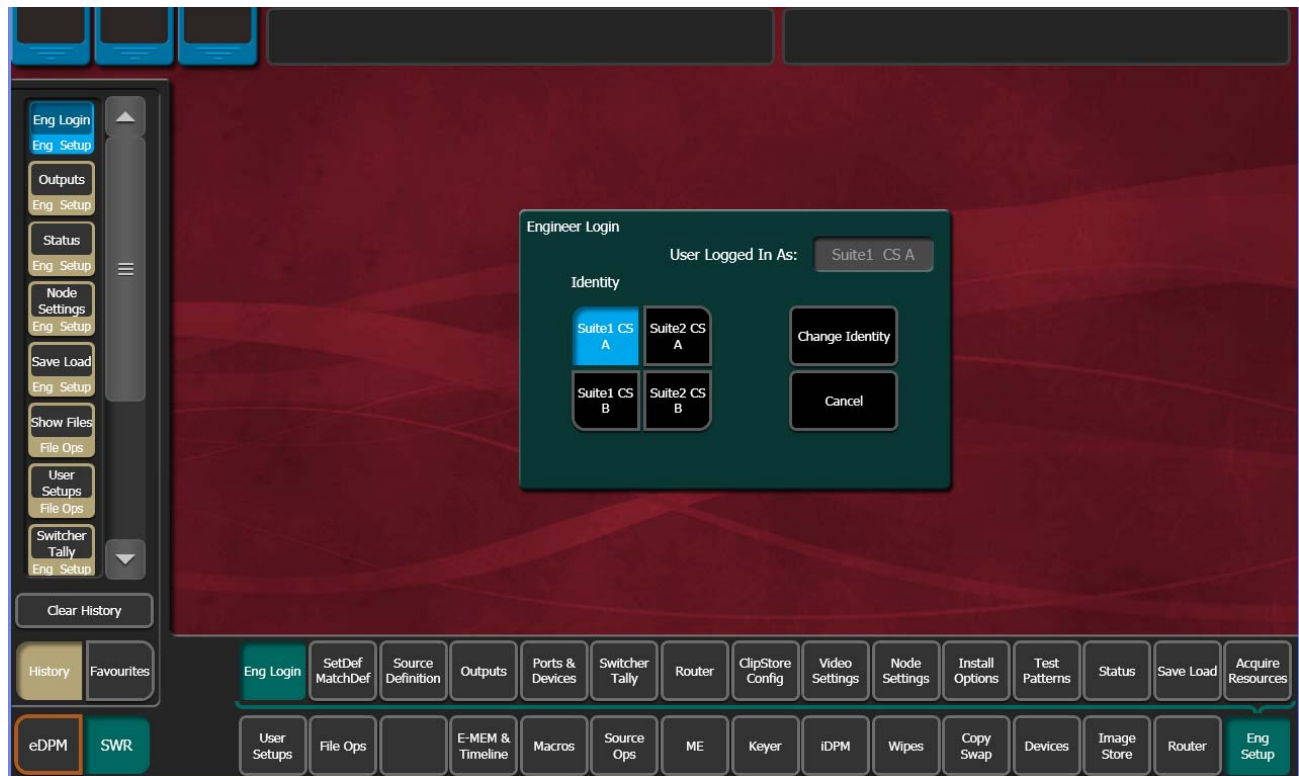 Eng Login
Eng Setup
Outputs
Eng Setup
Status
Eng Setup
Node
Settings
Eng Setup
Save Load
Eng Setup
Show Files
File Ops
User
Setups
File Ops
Switcher
Tally
Eng Setup
Clear History
History
Favourites
Engineer Login
User Logged In As:
Suite1 CS A
Identity
Suite1 CS
A
Suite2 CS
A
Change Identity
Suite1 CS
B
Suite2 CS
B
Cancel
Eng Login
SetDef
MatchDef
Source
Definition
Outputs
Ports &
Devices
Switcher
Tally
Router
ClipStore
Config
Video
Settings
Node
Settings
Install
Options
Test
Patterns
Status
Save Load
Acquire
Resources
eDPM
SWR
User
Setups
File Ops
E-MEM &
Timeline
Macros
Source
Ops
ME
Keyer
iDPM
Wipes
Copy
Swap
Devices
Image
Store
Router
Eng
Setup